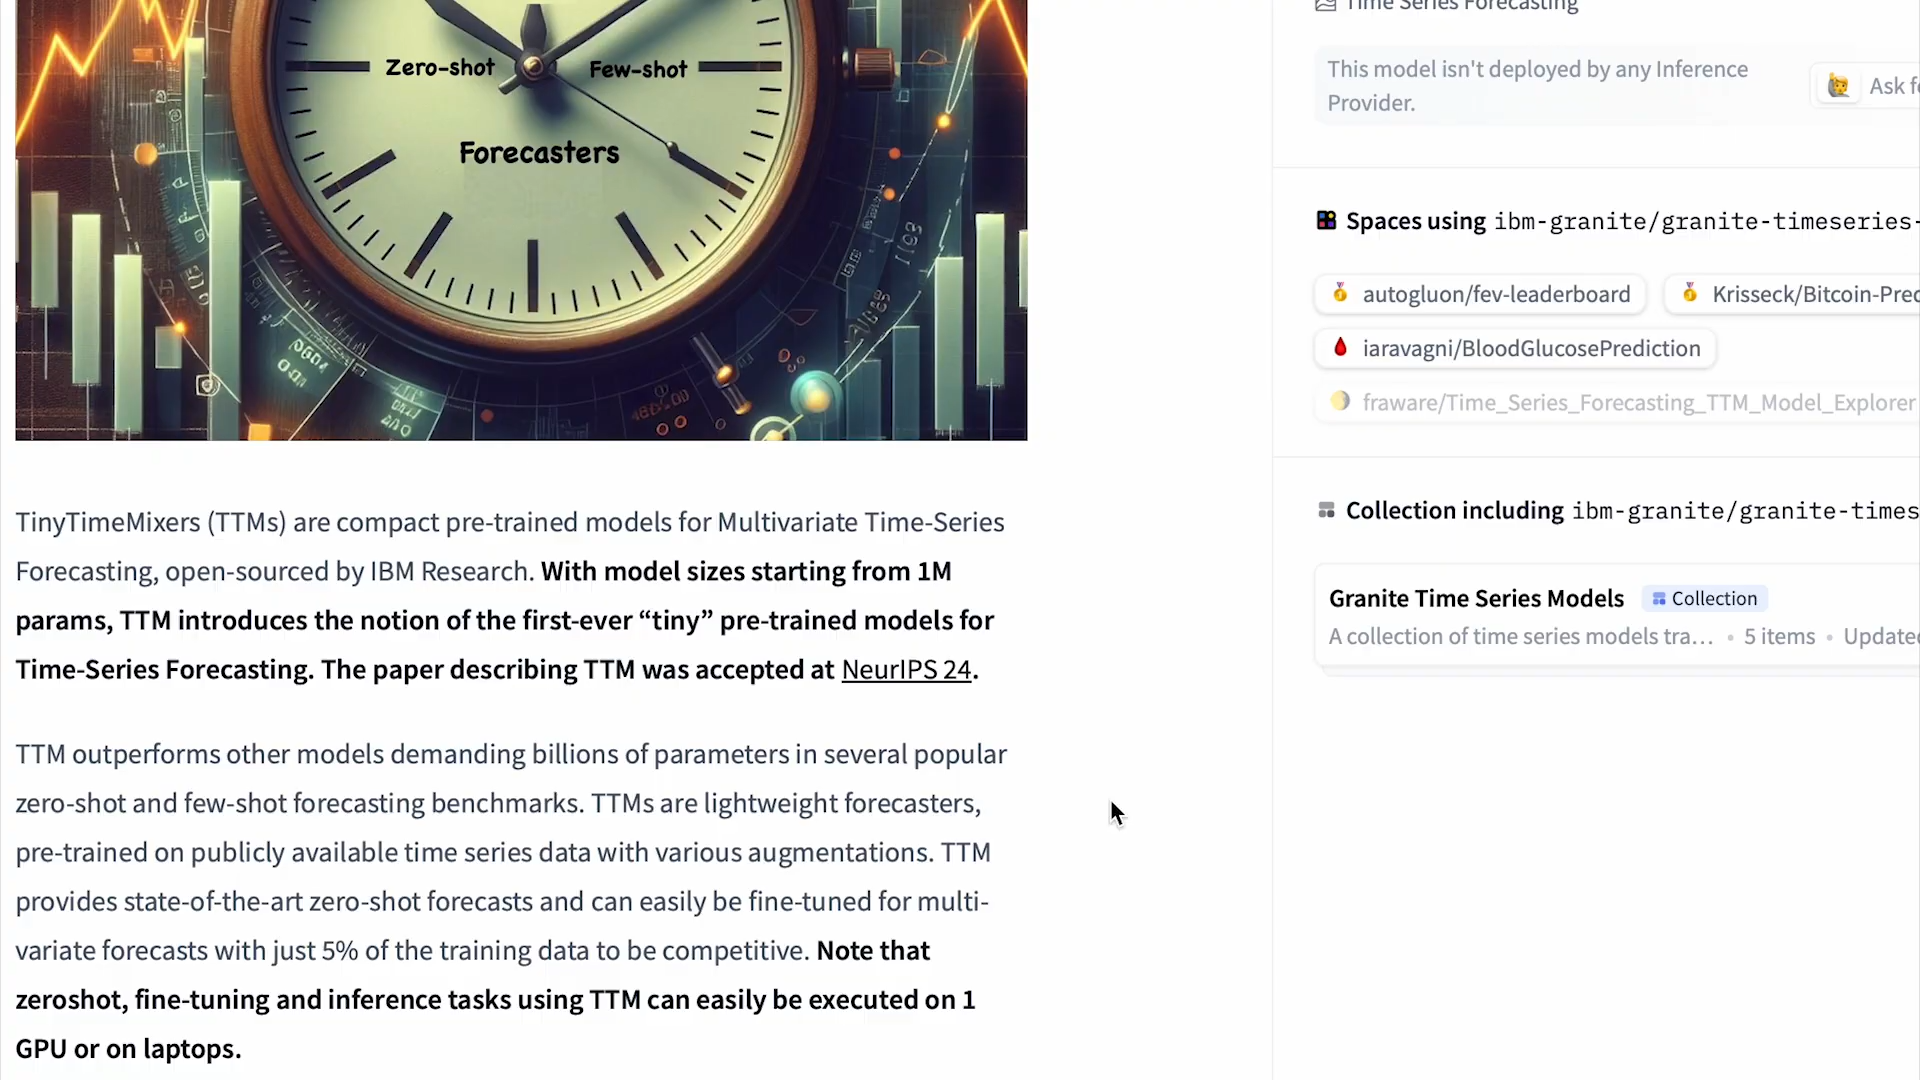 Zero-shot
Few-shot
Forecasters
TinyTimeMixers (TTMs) are compact pre-trained models for Multivariate Time-Series
Forecasting, open-sourced by IBM Research. With model sizes starting from 1M
params, TTM introduces the notion of the first-ever “tiny” pre-trained models for
Time-Series Forecasting. The paper describing TTM was accepted at NeurIPS 24.
TTM outperforms other models demanding billions of parameters in several popular
zero-shot and few-shot forecasting benchmarks. TTMs are lightweight forecasters,
pre-trained on publicly available time series data with various augmentations. TTM
provides state-of-the-art zero-shot forecasts and can easily be fine-tuned for multi-
variate forecasts with just 5% of the training data to be competitive. Note that
zeroshot, fine-tuning and inference tasks using TTM can easily be executed on 1
GPU or on laptops.
Time Series Forecasting
This model isn't deployed by any Inference
Provider.
Ask
Spaces using ibm-granite/granite-timeseries-
autogluon/fev-leaderboard
Krisseck/Bitcoin-Pred
iaravagni/BloodGlucosePrediction
fraware/Time_Series_Forecasting_TTM_Model_Explorer
Collection including ibm-granite/granite-times
Granite Time Series Models
Collection
A collection of time series models tra… • 5 items • Updated